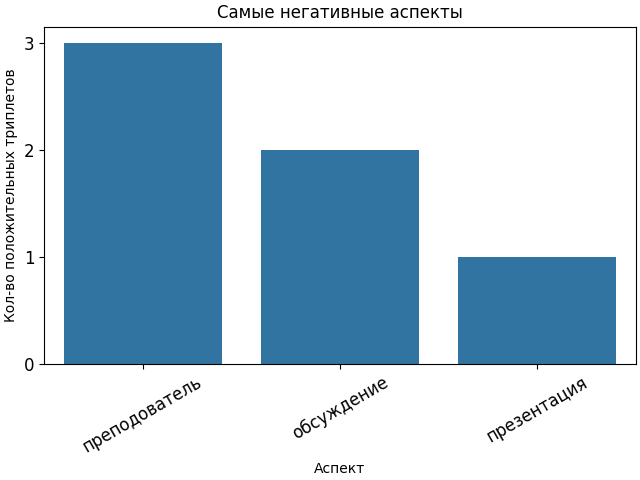 Самые негативные аспекты
Кол-во положительных триплетов
3
2
1
0
преподователь
обсуждение
презентация
Аспект